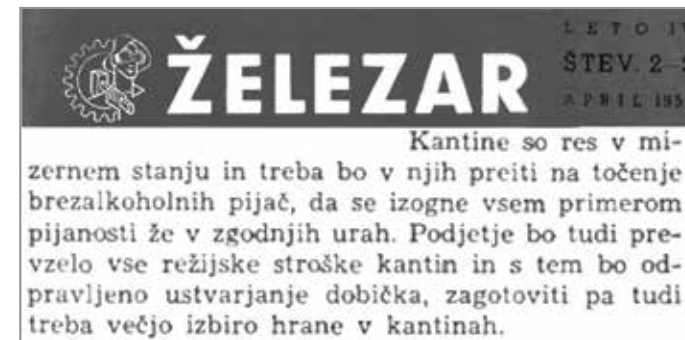 ŽELEZAR
LETO
ŠTEV. 2
APRIL 195
Kantine so res v mi-
zernem stanju in treba bo v njih preiti na točenje
brezalkoholnih pijač, da se izogne vsem primerom
pijanosti že v zgodnjih urah. Podjetje bo tudi pre-
vzelo vse režijske stroške kantin in s tem bo od-
pravljeno ustvarjanje dobička, zagotoviti pa tudi
treba večjo izbiro hrane v kantinah.